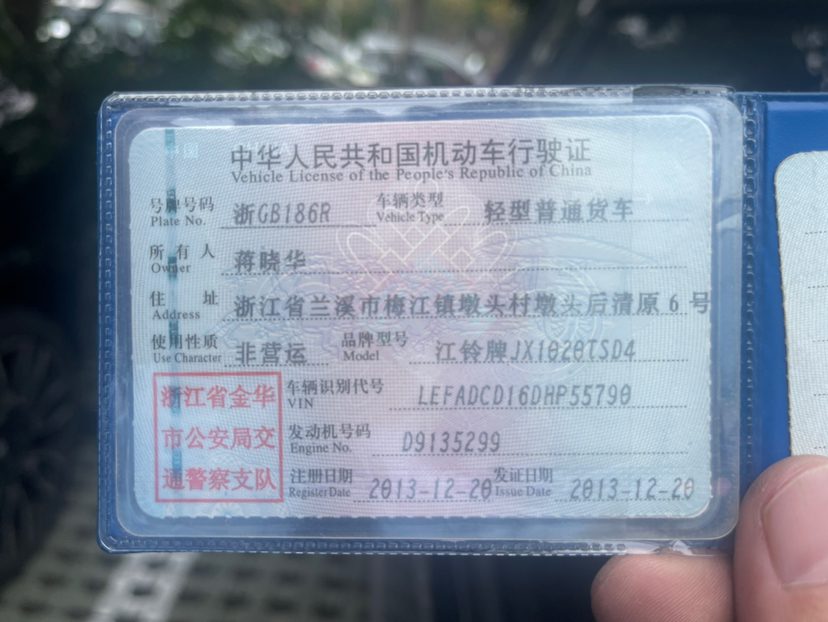 中华人民共和国机动车行驶证
Vehicle License of the People's Republic of China
号牌号码 浙GB186R 车辆类型 轻型普通货车
Plate No. Vehicle Type
所有人 蒋晓华
Owner
住址 浙江省兰溪市梅江镇墩头村墩头后清原6号
Address
使用性质 非营运 品牌型号 江铃牌JX1020TSD4
Use Character Model
浙江省金华
市公安局交
通警察支队
车辆识别代号 LEFADCD16DHP55790
VIN
发动机号码 D9135299
Engine No.
注册日期 2013-12-20 发证日期 2013-12-20
Register Date Issue Date